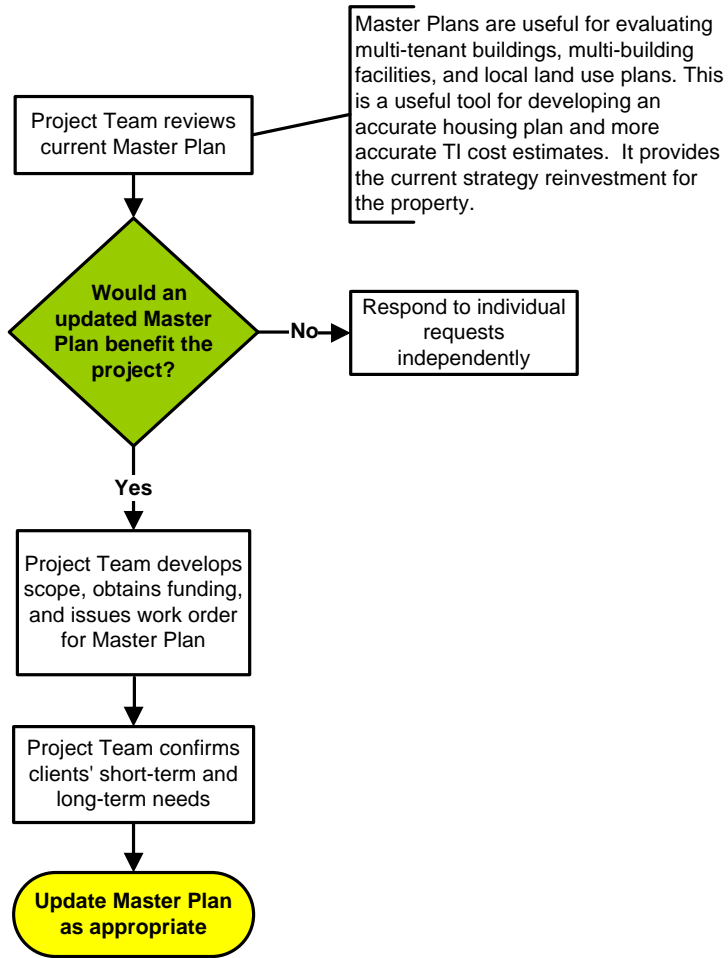 Project Team reviews
current Master Plan
Master Plans are useful for evaluating
multi-tenant buildings, multi-building
facilities, and local land use plans. This
is a useful tool for developing an
accurate housing plan and more
accurate TI cost estimates.  It provides
the current strategy reinvestment for
the property.
Would an
updated Master
Plan benefit the
project?
No
Respond to individual
requests
independently
Yes
Project Team develops
scope, obtains funding,
and issues work order
for Master Plan
Project Team confirms
clients' short-term and
long-term needs
Update Master Plan
as appropriate